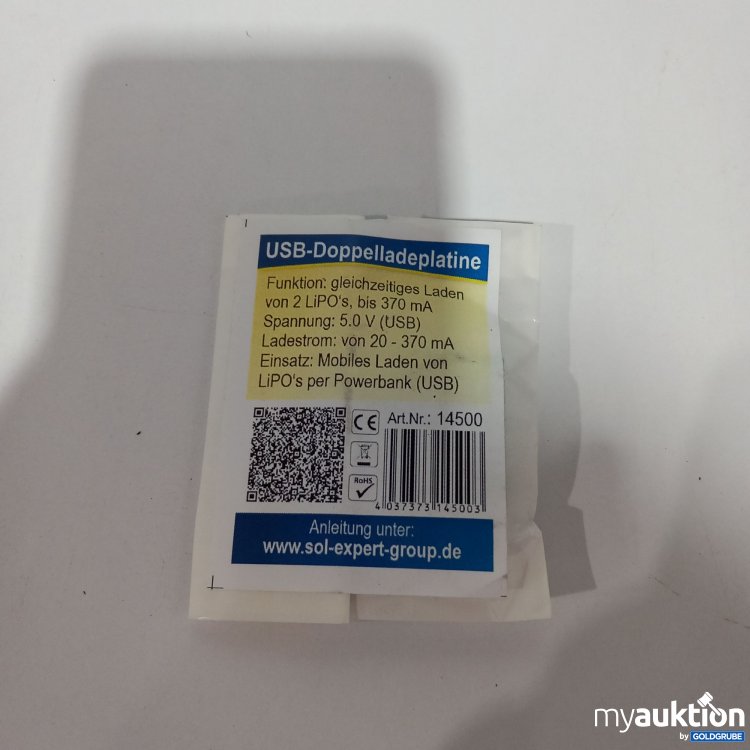 USB-Doppelladeplatine
Funktion: gleichzeitiges Laden
von 2 LiPO's, bis 370 mA
Spannung: 5.0 V (USB)
Ladestrom: von 20 - 370 mA
Einsatz: Mobiles Laden von
LiPO's per Powerbank (USB)
CE Art.Nr.: 14500
RoHS
4 037373 145003
Anleitung unter:
www.sol-expert-group.de
myauktion
by GOLDGRUBE